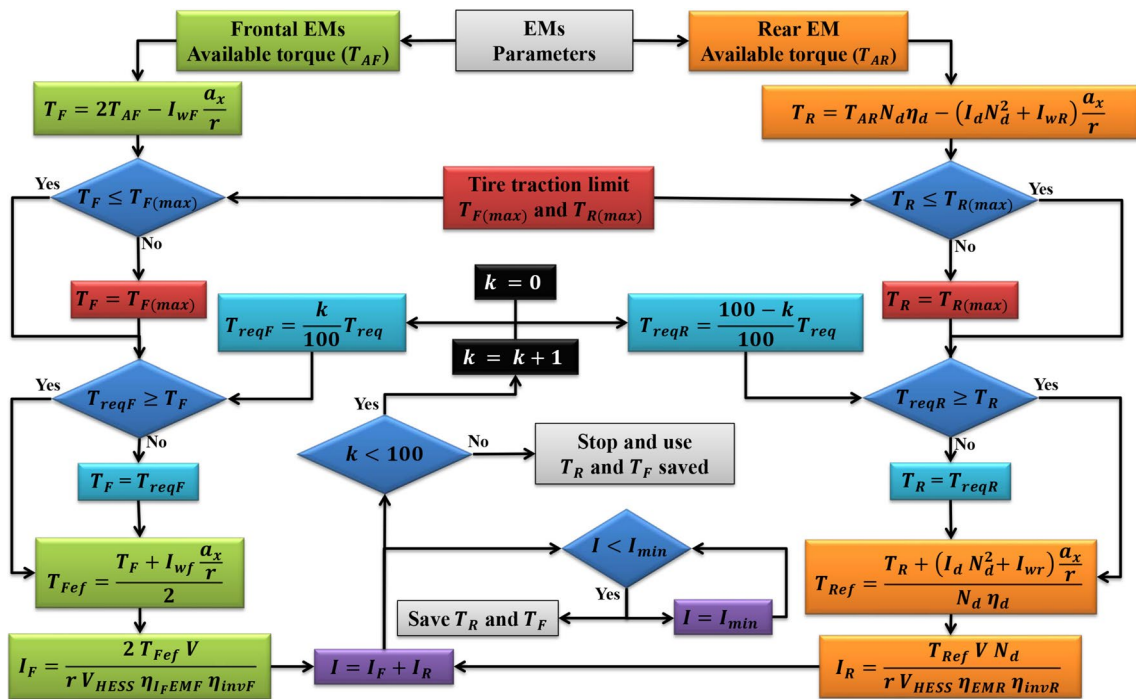 Frontal EMs
Available torque (T_AF)
EMs
Parameters
Rear EM
Available torque (T_AR)
T_F = 2T_AF − I_wF a_x/r
T_R = T_AR N_d η_d − (I_d N_d^2 + I_wR) a_x/r
Yes
T_F ≤ T_F(max)
No
Tire traction limit
T_F(max) and T_R(max)
T_R ≤ T_R(max)
Yes
No
T_F = T_F(max)
k = 0
T_R = T_R(max)
T_reqF = k/100 T_req
T_reqR = (100 − k)/100 T_req
k = k + 1
Yes
T_reqF ≥ T_F
No
T_reqR ≥ T_R
Yes
No
Yes
k < 100
No
Stop and use
T_R and T_F saved
T_F = T_reqF
T_R = T_reqR
I < I_min
Yes
T_Fef = (T_F + I_wf a_x/r)/2
T_Ref = (T_R + (I_d N_d^2 + I_wr) a_x/r)/(N_d η_d)
Save T_R and T_F
I = I_min
I_F = (2 T_Fef V)/(r V_HESS η_I_FEMF η_invF)
I = I_F + I_R
I_R = (T_Ref V N_d)/(r V_HESS η_EMR η_invR)